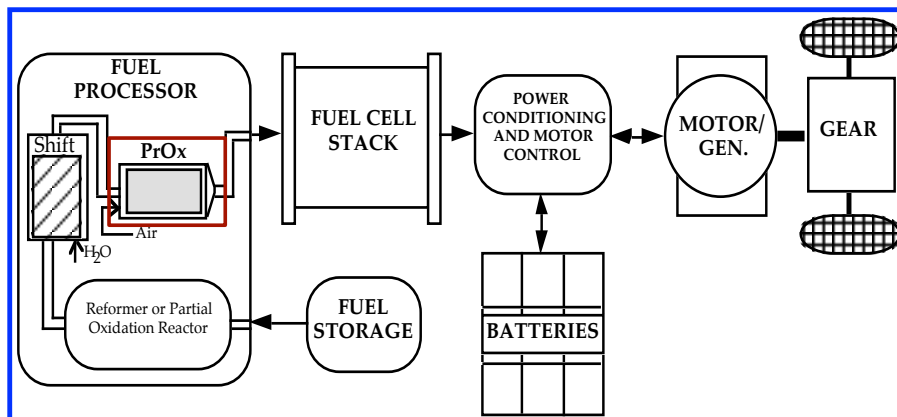 FUEL
PROCESSOR
Shift
PrOx
Air
H2O
Reformer or Partial
Oxidation Reactor
FUEL
STORAGE
FUEL CELL
STACK
POWER
CONDITIONING
AND MOTOR
CONTROL
BATTERIES
MOTOR/
GEN.
GEAR